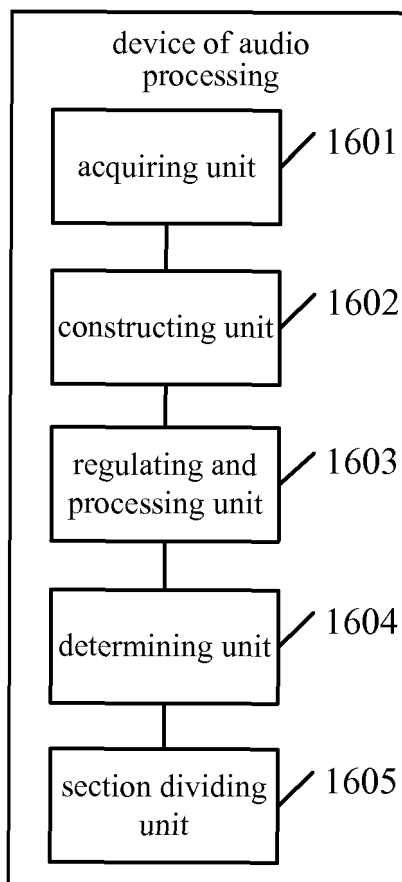 device of audio
processing
acquiring unit
1601
constructing unit
1602
regulating and
processing unit
1603
determining unit
1604
section dividing
unit
1605